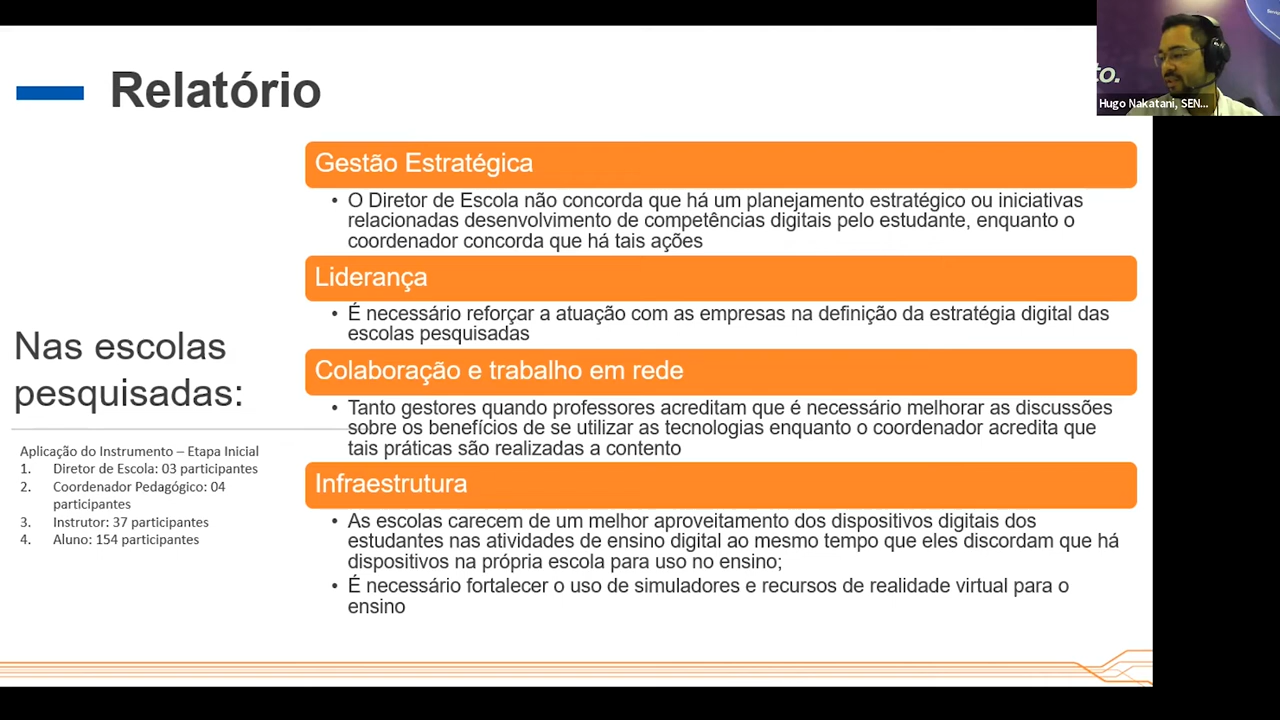 Relatório
to.
Hugo Nakatani, SEN...
Gestão Estratégica
• O Diretor de Escola não concorda que há um planejamento estratégico ou iniciativas
relacionadas desenvolvimento de competências digitais pelo estudante, enquanto o
coordenador concorda que há tais ações
Liderança
• É necessário reforçar a atuação com as empresas na definição da estratégia digital das
escolas pesquisadas
Colaboração e trabalho em rede
• Tanto gestores quando professores acreditam que é necessário melhorar as discussões
sobre os benefícios de se utilizar as tecnologias enquanto o coordenador acredita que
tais práticas são realizadas a contento
Infraestrutura
• As escolas carecem de um melhor aproveitamento dos dispositivos digitais dos
estudantes nas atividades de ensino digital ao mesmo tempo que eles discordam que há
dispositivos na própria escola para uso no ensino;
• É necessário fortalecer o uso de simuladores e recursos de realidade virtual para o
ensino
Nas escolas
pesquisadas:
Aplicação do Instrumento – Etapa Inicial
1. Diretor de Escola: 03 participantes
2. Coordenador Pedagógico: 04
participantes
3. Instrutor: 37 participantes
4. Aluno: 154 participantes